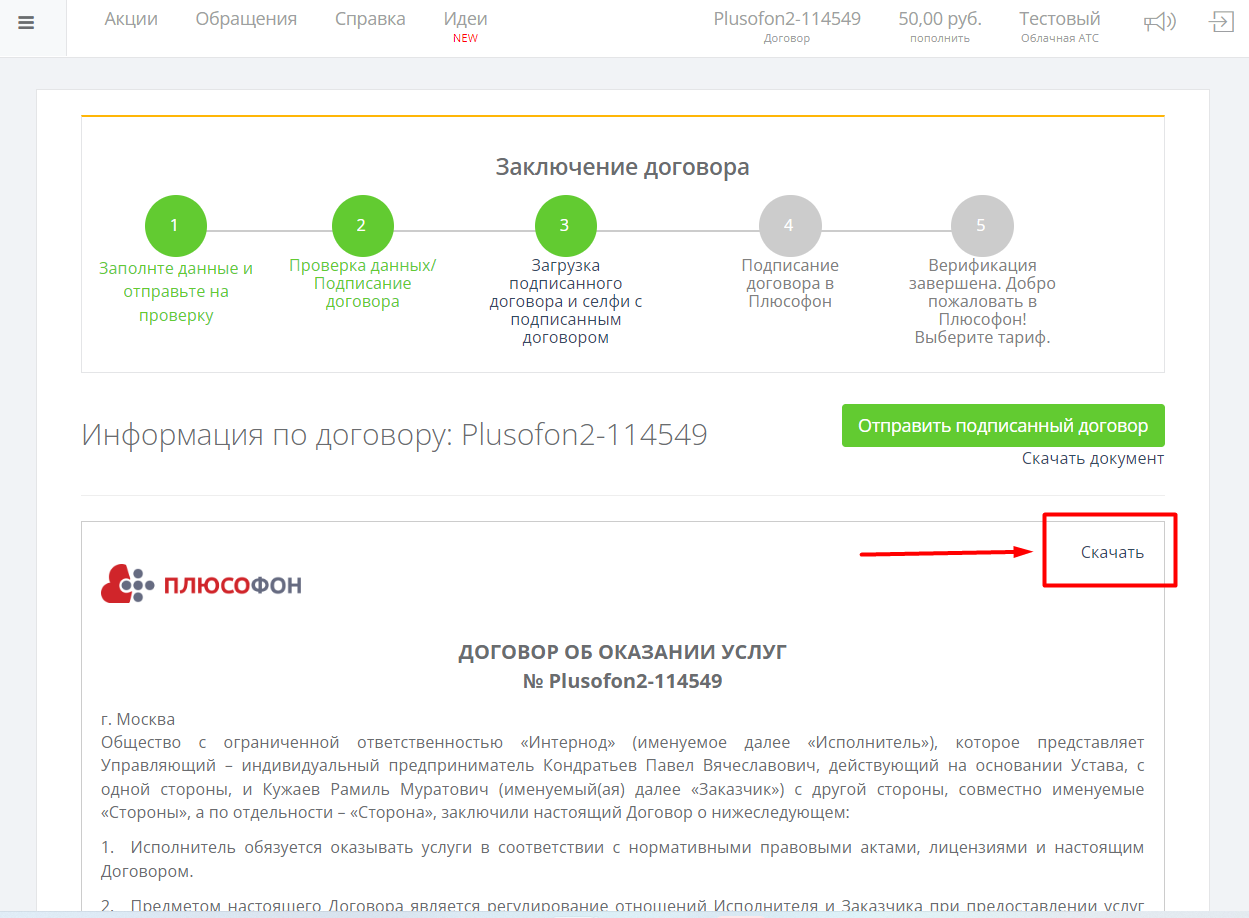 Акции Обращения Справка Идеи Plusofon2-114549 50,00 руб. Тестовый
NEW Договор пополнить Облачная АТС
Заключение договора
1 2 3 4 5
Заполнте данные и
отправьте на
проверку
Проверка данных/
Подписание
договора
Загрузка
подписанного
договора и селфи с
подписанным
договором
Подписание
договора в
Плюсофон
Верификация
завершена. Добро
пожаловать в
Плюсофон!
Выберите тариф.
Информация по договору: Plusofon2-114549
Отправить подписанный договор
Скачать документ
Скачать
ПЛЮСОФОН
ДОГОВОР ОБ ОКАЗАНИИ УСЛУГ
№ Plusofon2-114549
г. Москва
Общество с ограниченной ответственностью «Интернод» (именуемое далее «Исполнитель»), которое представляет
Управляющий – индивидуальный предприниматель Кондратьев Павел Вячеславович, действующий на основании Устава, с
одной стороны, и Кужаев Рамиль Муратович (именуемый(ая) далее «Заказчик») с другой стороны, совместно именуемые
«Стороны», а по отдельности – «Сторона», заключили настоящий Договор о нижеследующем:
1. Исполнитель обязуется оказывать услуги в соответствии с нормативными правовыми актами, лицензиями и настоящим
Договором.
2. Предметом настоящего Договора является регулирование отношений Исполнителя и Заказчика при предоставлении услуг